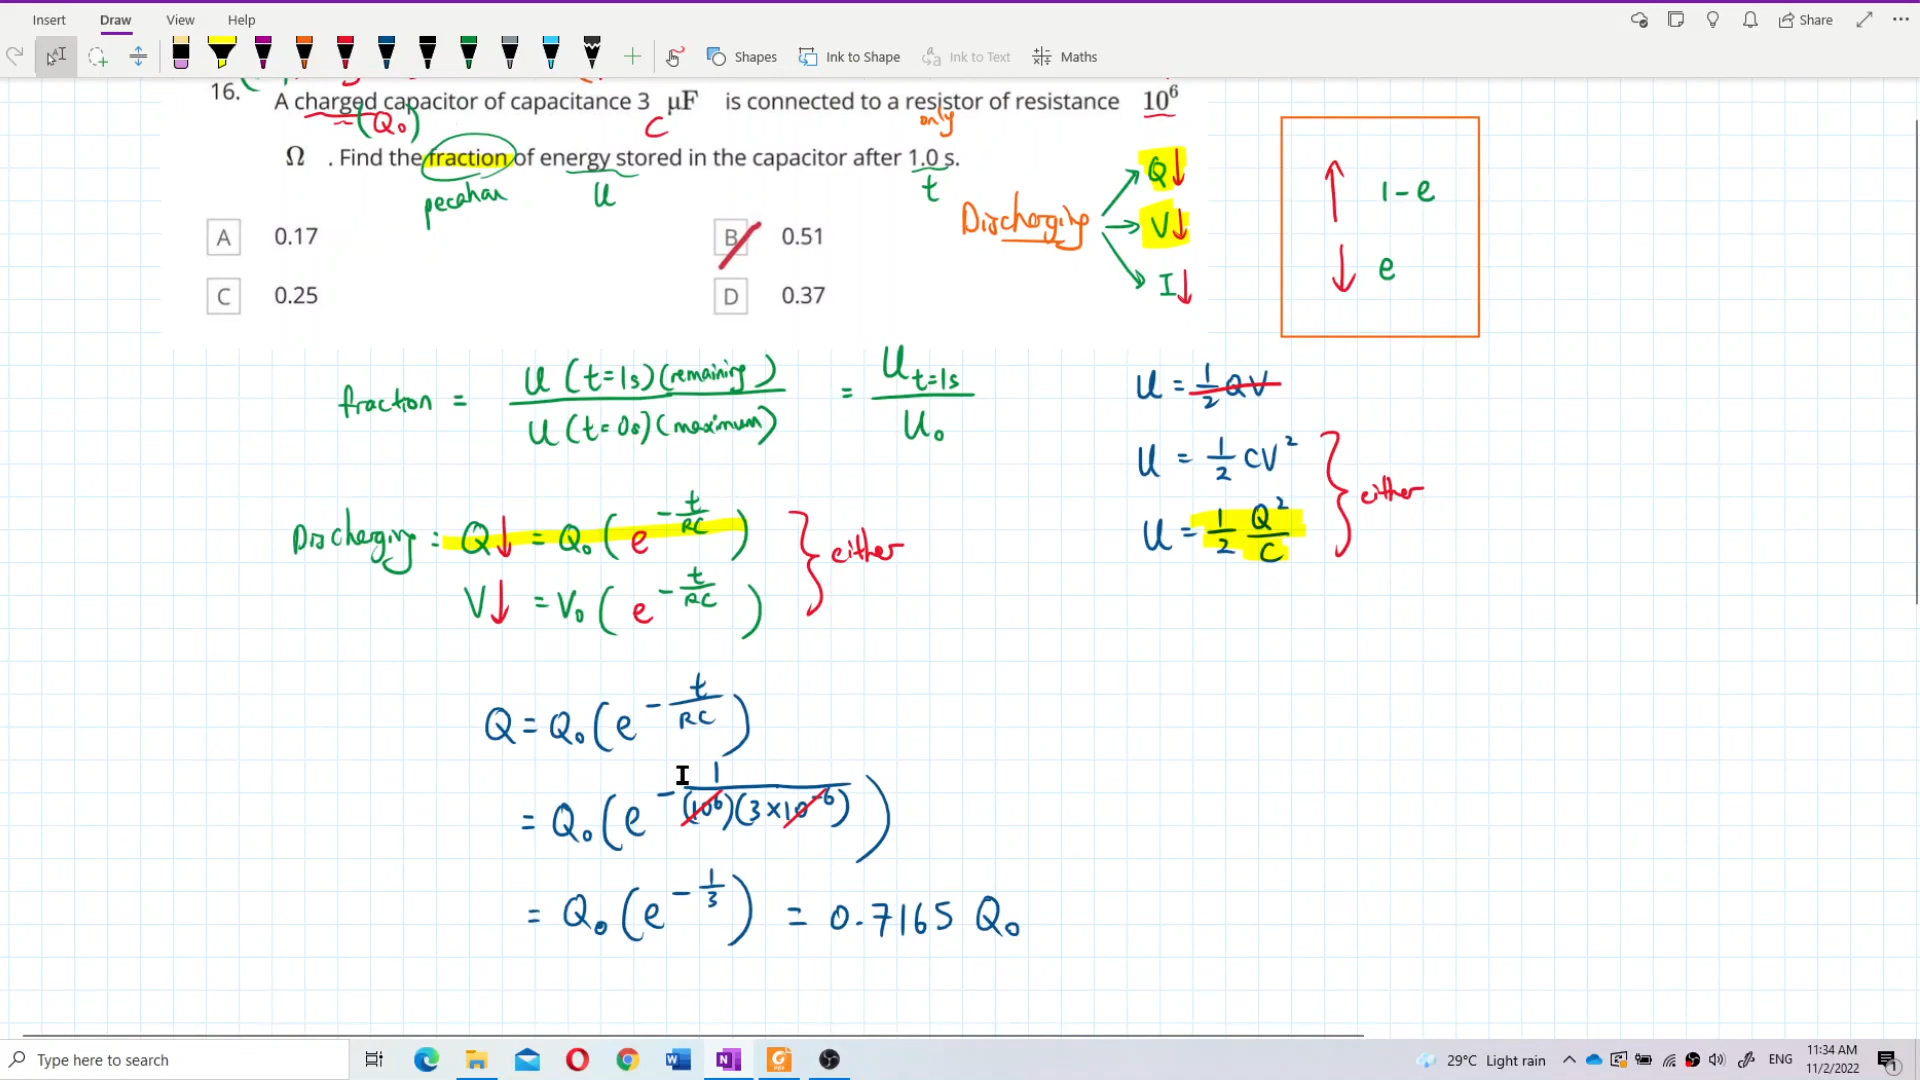 Insert Draw View Help
Share
Shapes Ink to Shape Ink to Text Maths
16. A charged capacitor of capacitance 3 μF is connected to a resistor of resistance 10⁶
(Q₀) C only
Ω . Find the fraction of energy stored in the capacitor after 1.0 s.
pecahan U t
A 0.17
B 0.51
C 0.25
D 0.37
Discharging
Q↓
V↓
I↓
↑ 1-e
↓ e
fraction = U (t=1s)(remaining) / U (t=0s)(maximum) = U t=1s / U₀
U = 1/2 QV
U = 1/2 CV²
U = 1/2 Q²/C
either
Discharging : Q↓ = Q₀ (e^-t/RC)
V↓ = V₀ (e^-t/RC)
either
Q = Q₀ (e^-t/RC)
= Q₀ (e^-1/(10⁶)(3×10⁻⁶))
= Q₀ (e^-1/3) = 0.7165 Q₀
Type here to search
29°C Light rain
ENG
11:34 AM
11/2/2022